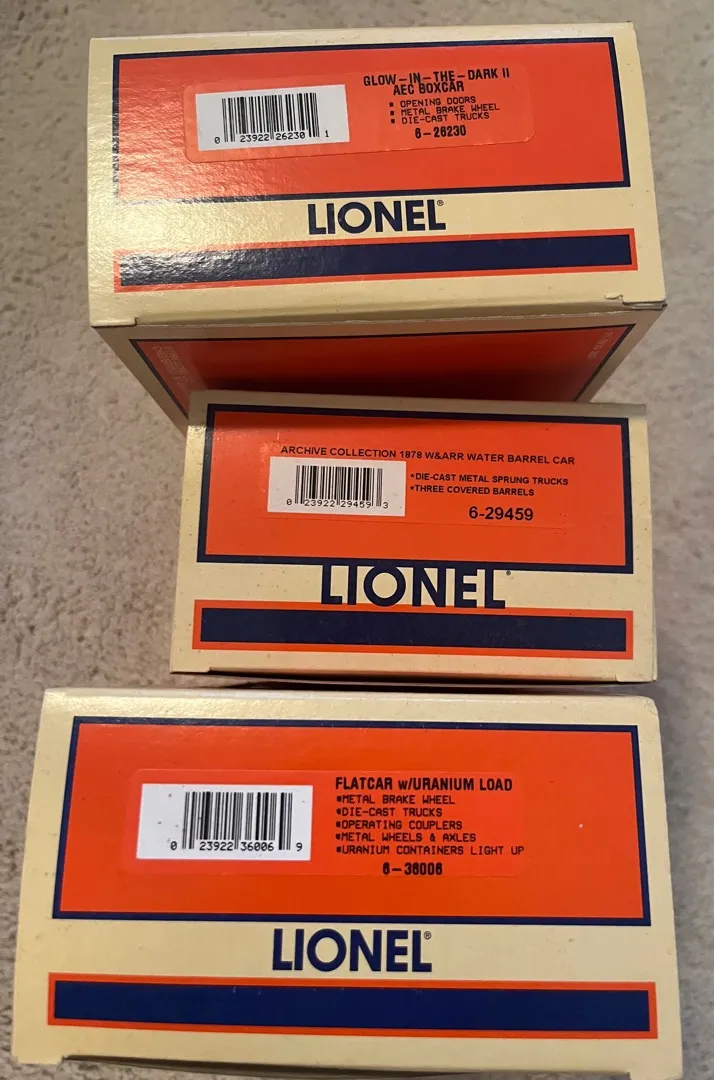 GLOW-IN-THE-DARK II
AEC BOXCAR
▪ OPENING DOORS
▪ METAL BRAKE WHEEL
▪ DIE-CAST TRUCKS
6-26230
0 23922 26230 1
LIONEL®
ARCHIVE COLLECTION 1878 W&ARR WATER BARREL CAR
*DIE-CAST METAL SPRUNG TRUCKS
*THREE COVERED BARRELS
6-29459
0 23922 29459 3
LIONEL®
FLATCAR w/URANIUM LOAD
▪METAL BRAKE WHEEL
▪DIE-CAST TRUCKS
▪OPERATING COUPLERS
▪METAL WHEELS & AXLES
▪URANIUM CONTAINERS LIGHT UP
6-36006
0 23922 36006 9
LIONEL®